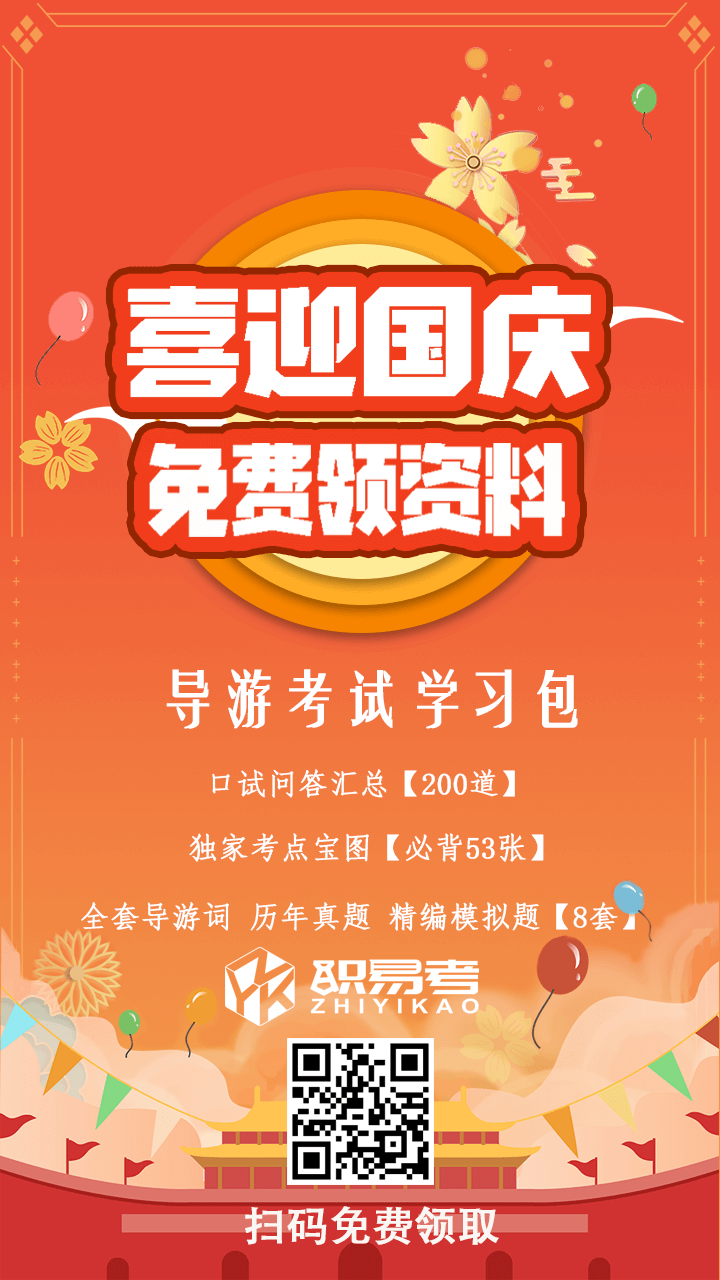 喜迎国庆
免费领资料
导游考试学习包
口试问答汇总【200道】
独家考点宝图【必背53张】
全套导游词 历年真题 精编模拟题【8套】
职易考
ZHIYIKAO
扫码免费领取